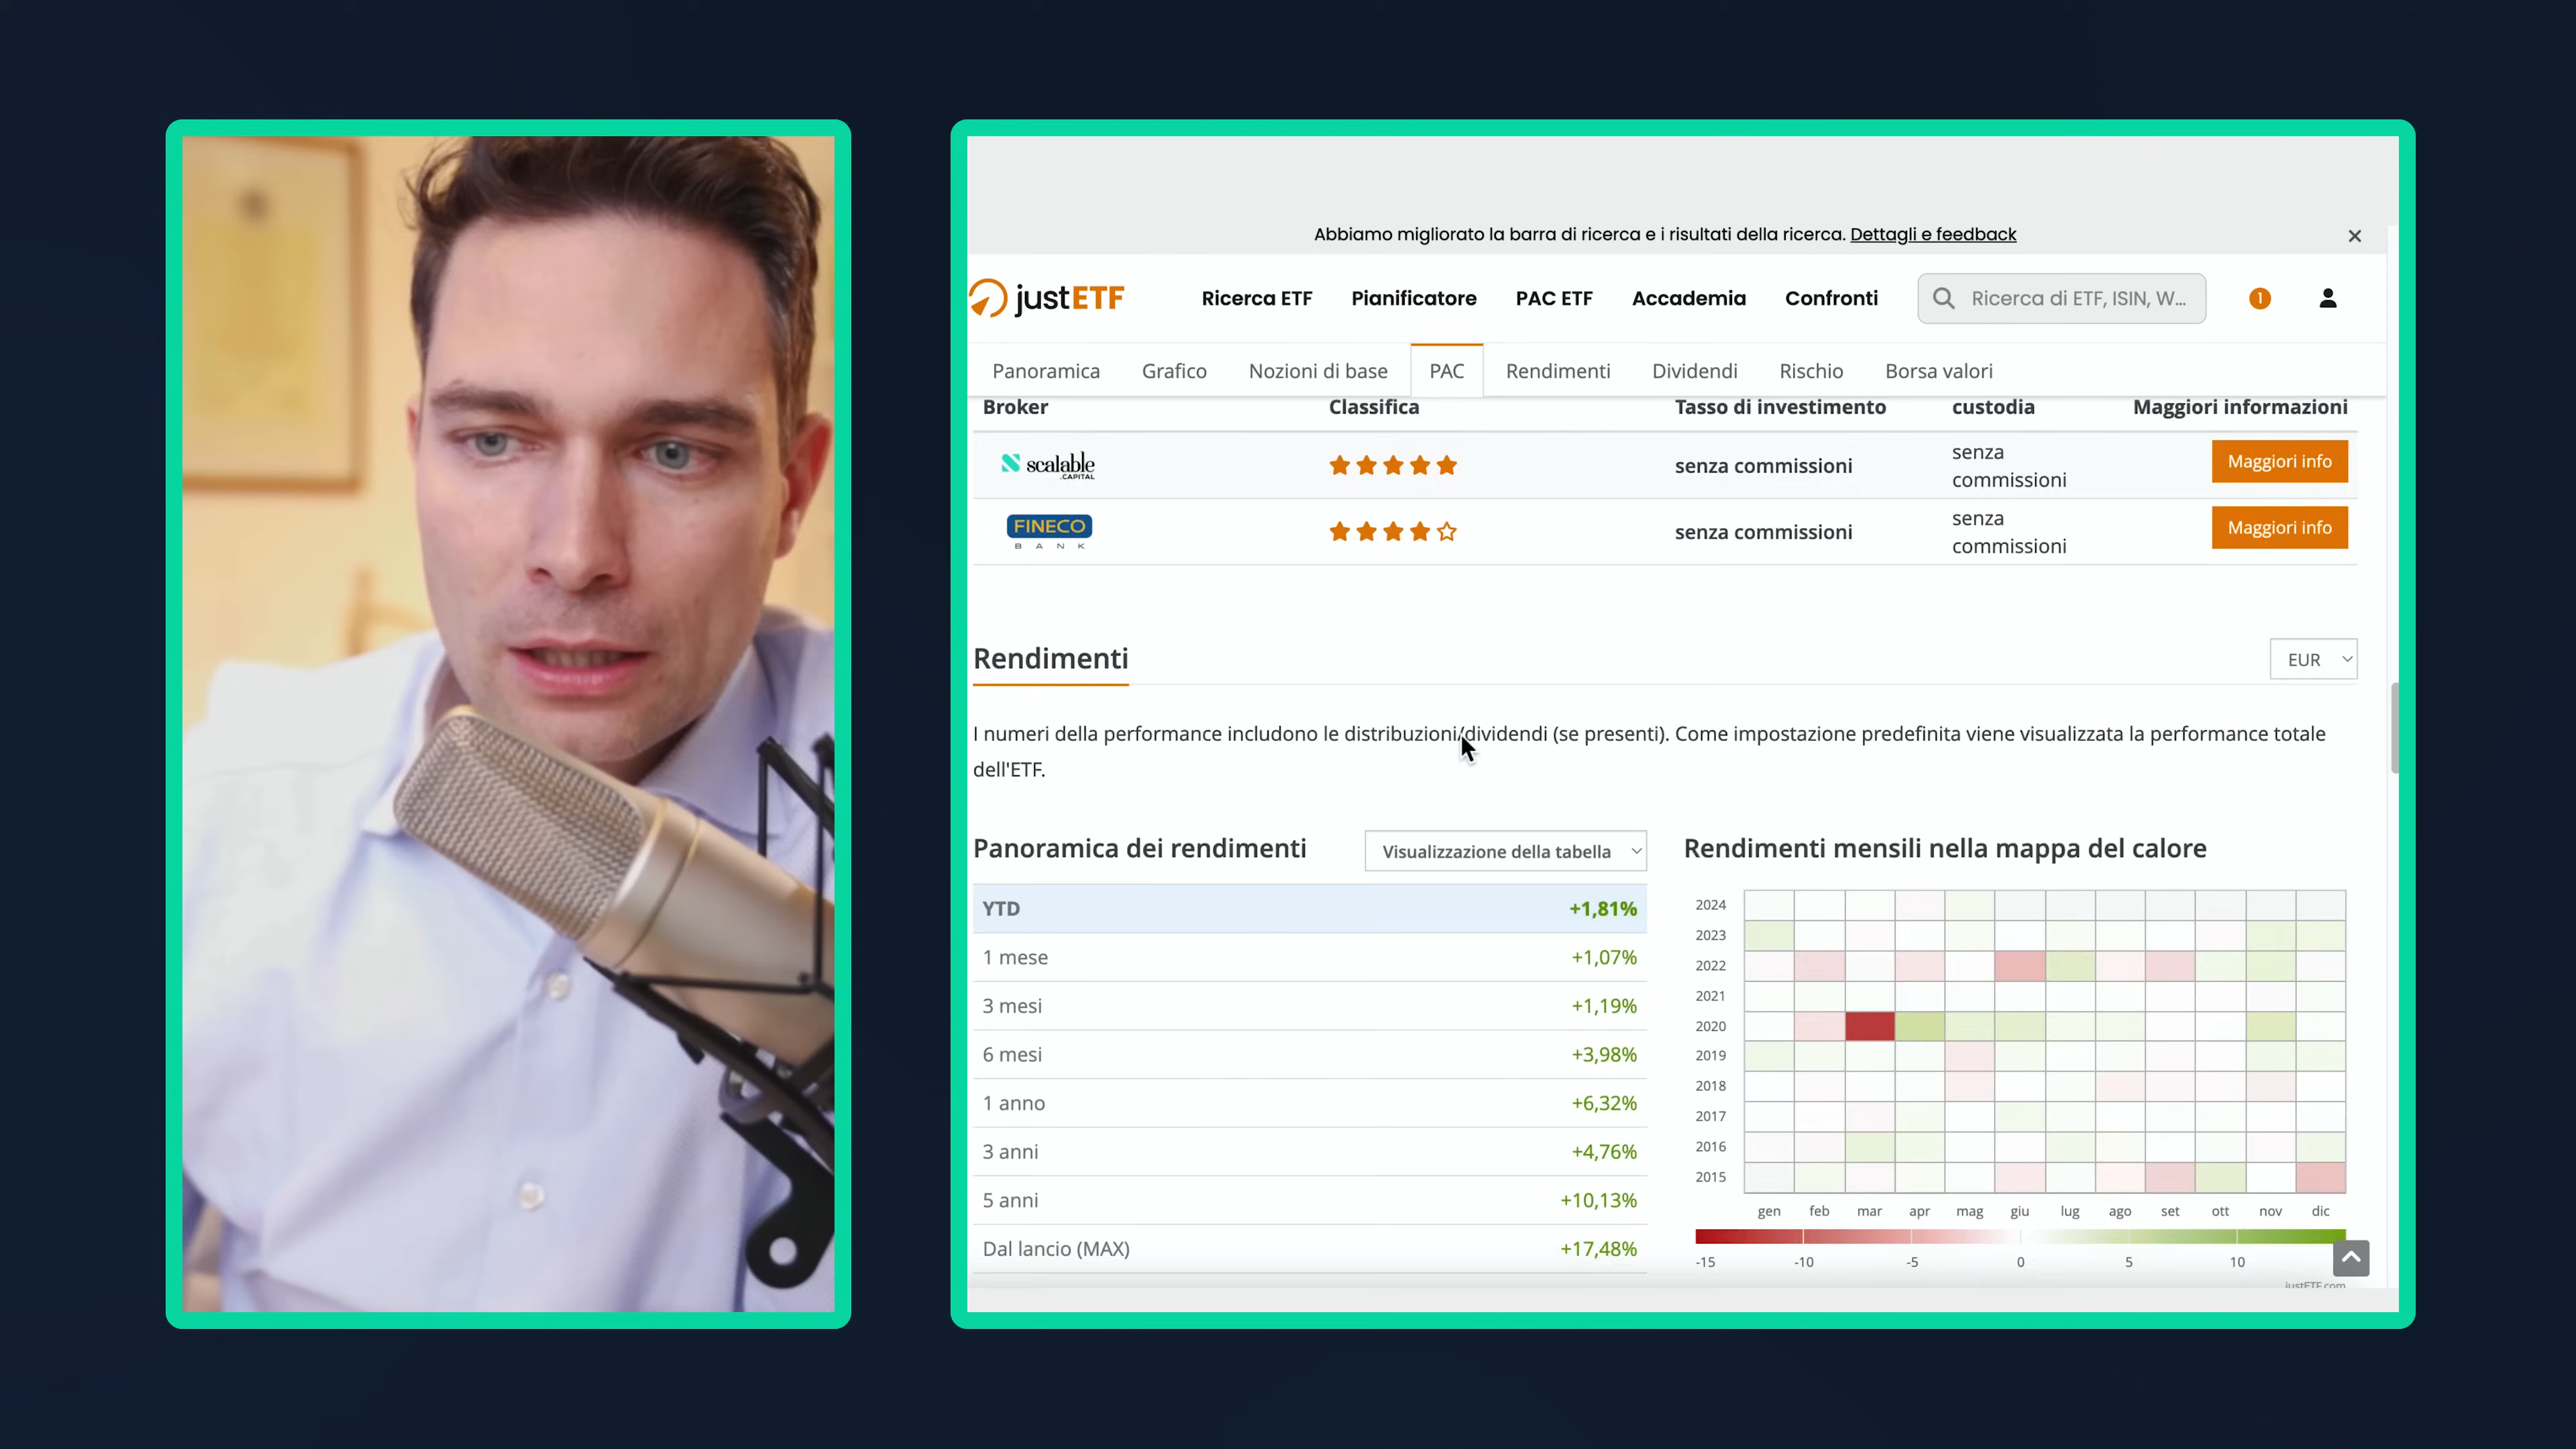 Abbiamo migliorato la barra di ricerca e i risultati della ricerca. Dettagli e feedback
justETF
Ricerca ETF
Pianificatore
PAC ETF
Accademia
Confronti
Ricerca di ETF, ISIN, W...
1
Panoramica
Grafico
Nozioni di base
PAC
Rendimenti
Dividendi
Rischio
Borsa valori
Broker
Classifica
Tasso di investimento
custodia
Maggiori informazioni
scalable
.CAPITAL
senza commissioni
senza
commissioni
Maggiori info
FINECO
BANK
senza commissioni
senza
commissioni
Maggiori info
Rendimenti
EUR
I numeri della performance includono le distribuzioni/dividendi (se presenti). Come impostazione predefinita viene visualizzata la performance totale
dell'ETF.
Panoramica dei rendimenti
Visualizzazione della tabella
YTD +1,81%
1 mese +1,07%
3 mesi +1,19%
6 mesi +3,98%
1 anno +6,32%
3 anni +4,76%
5 anni +10,13%
Dal lancio (MAX) +17,48%
Rendimenti mensili nella mappa del calore
2024
2023
2022
2021
2020
2019
2018
2017
2016
2015
gen feb mar apr mag giu lug ago set ott nov dic
-15 -10 -5 0 5 10
justETF.com